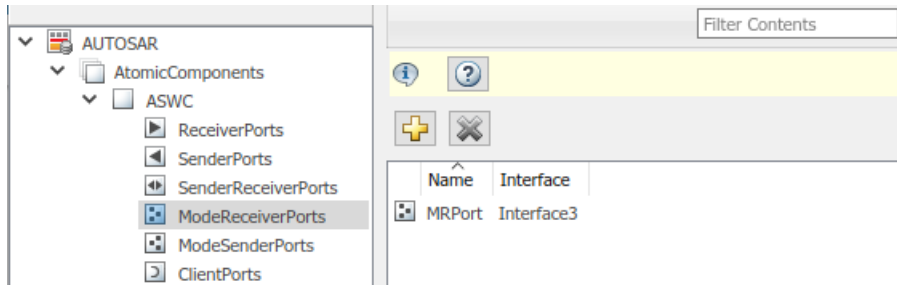 Filter Contents
AUTOSAR
AtomicComponents
ASWC
ReceiverPorts
SenderPorts
SenderReceiverPorts
ModeReceiverPorts
ModeSenderPorts
ClientPorts
Name Interface
MRPort Interface3